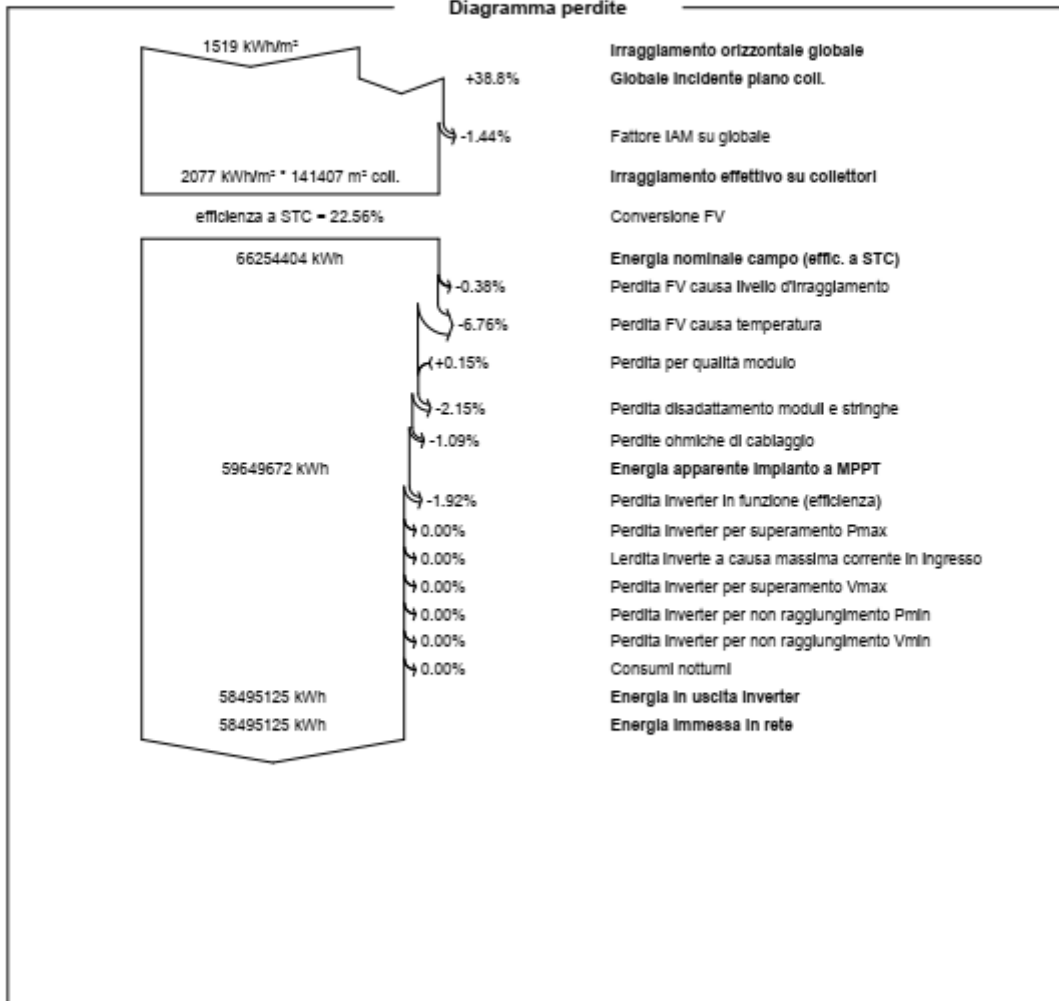 Diagramma perdite
1519 kWh/m² Irraggiamento orizzontale globale
+38.8% Globale incidente piano coll.
-1.44% Fattore IAM su globale
2077 kWh/m² * 141407 m² coll. Irraggiamento effettivo su collettori
efficienza a STC = 22.56% Conversione FV
66254404 kWh Energia nominale campo (effic. a STC)
-0.38% Perdita FV causa livello d'irraggiamento
-6.76% Perdita FV causa temperatura
+0.15% Perdita per qualità modulo
-2.15% Perdita disadattamento moduli e stringhe
-1.09% Perdite ohmiche di cablaggio
59649672 kWh Energia apparente impianto a MPPT
-1.92% Perdita inverter in funzione (efficienza)
0.00% Perdita inverter per superamento Pmax
0.00% Lerdita inverte a causa massima corrente in ingresso
0.00% Perdita inverter per superamento Vmax
0.00% Perdita inverter per non raggiungimento Pmin
0.00% Perdita inverter per non raggiungimento Vmin
0.00% Consumi notturni
58495125 kWh Energia in uscita inverter
58495125 kWh Energia immessa in rete